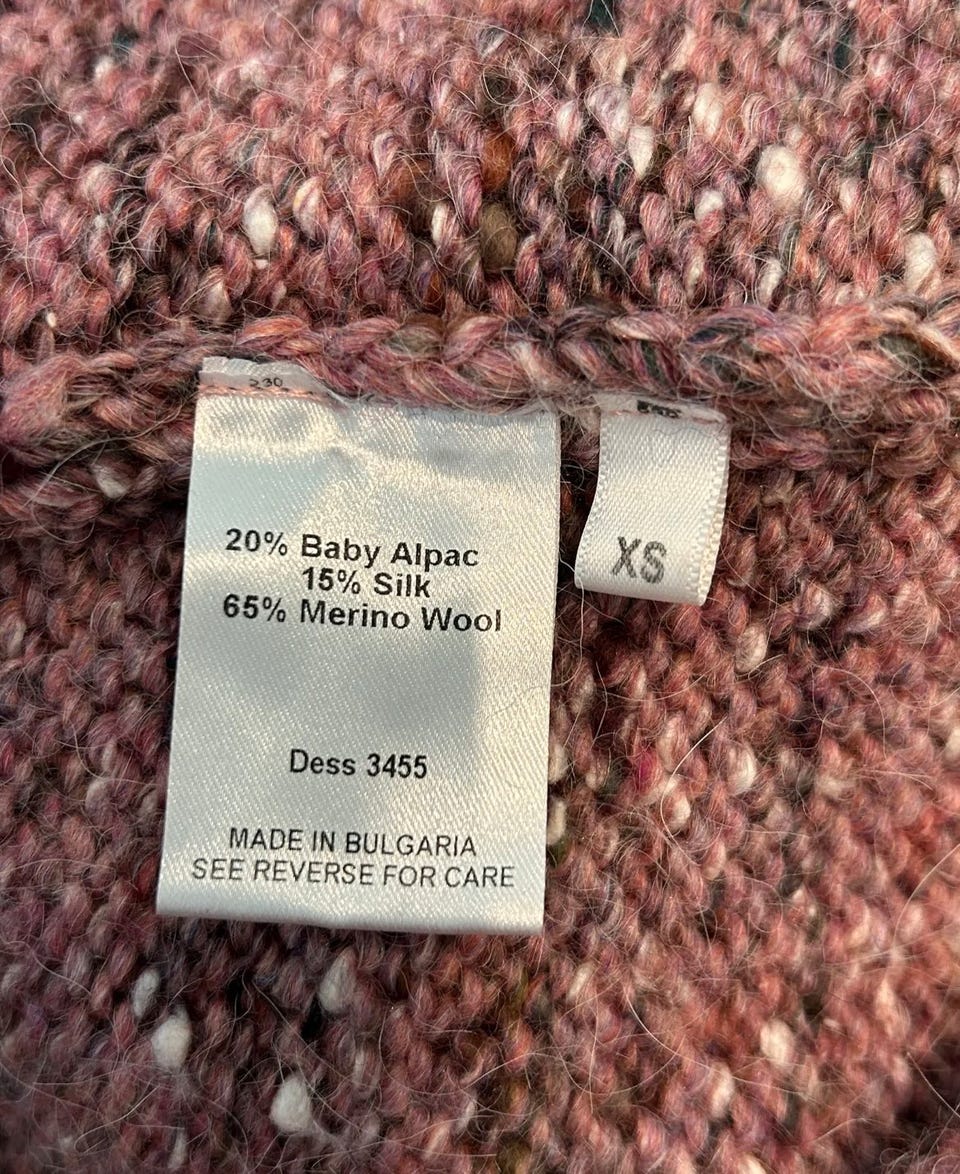 20% Baby Alpac
15% Silk
65% Merino Wool
Dess 3455
MADE IN BULGARIA
SEE REVERSE FOR CARE
XS